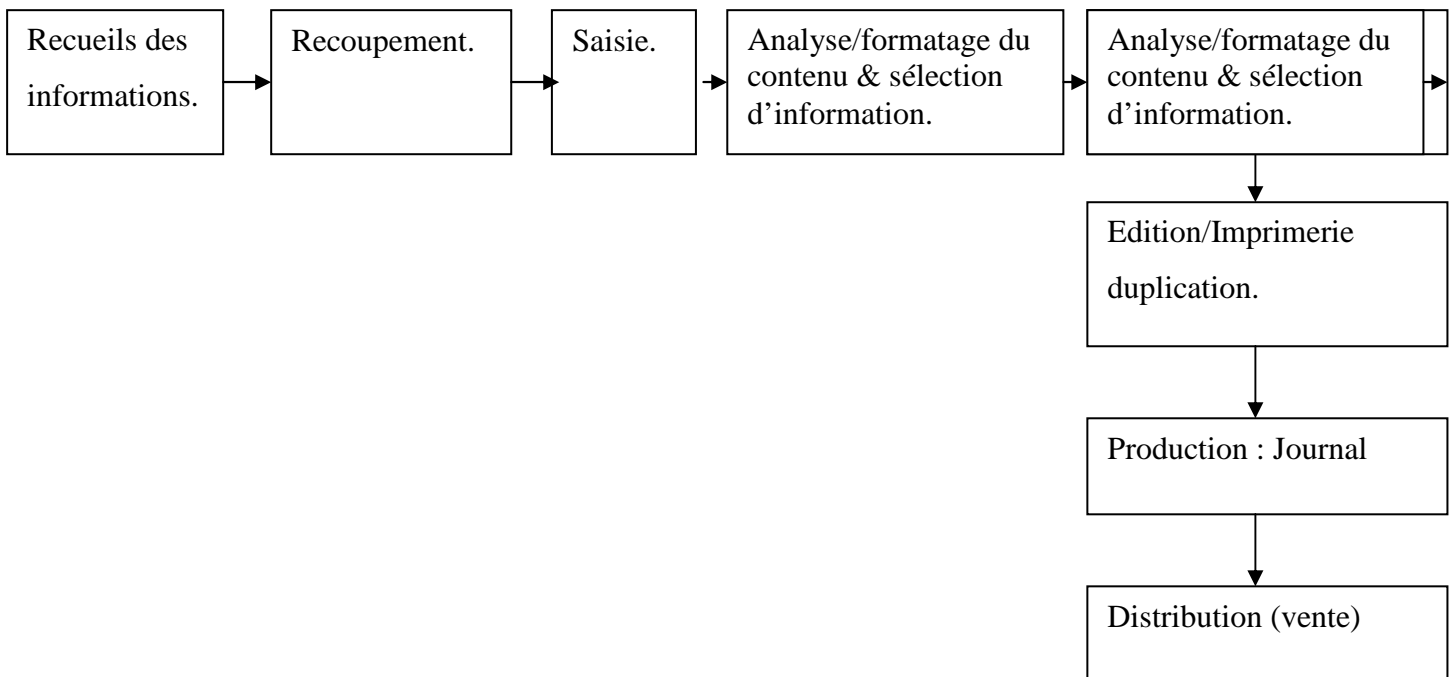 Recueils des
informations.
Recoupement.
Saisie.
Analyse/formatage du
contenu & sélection
d’information.
Analyse/formatage du
contenu & sélection
d’information.
Edition/Imprimerie
duplication.
Production : Journal
Distribution (vente)